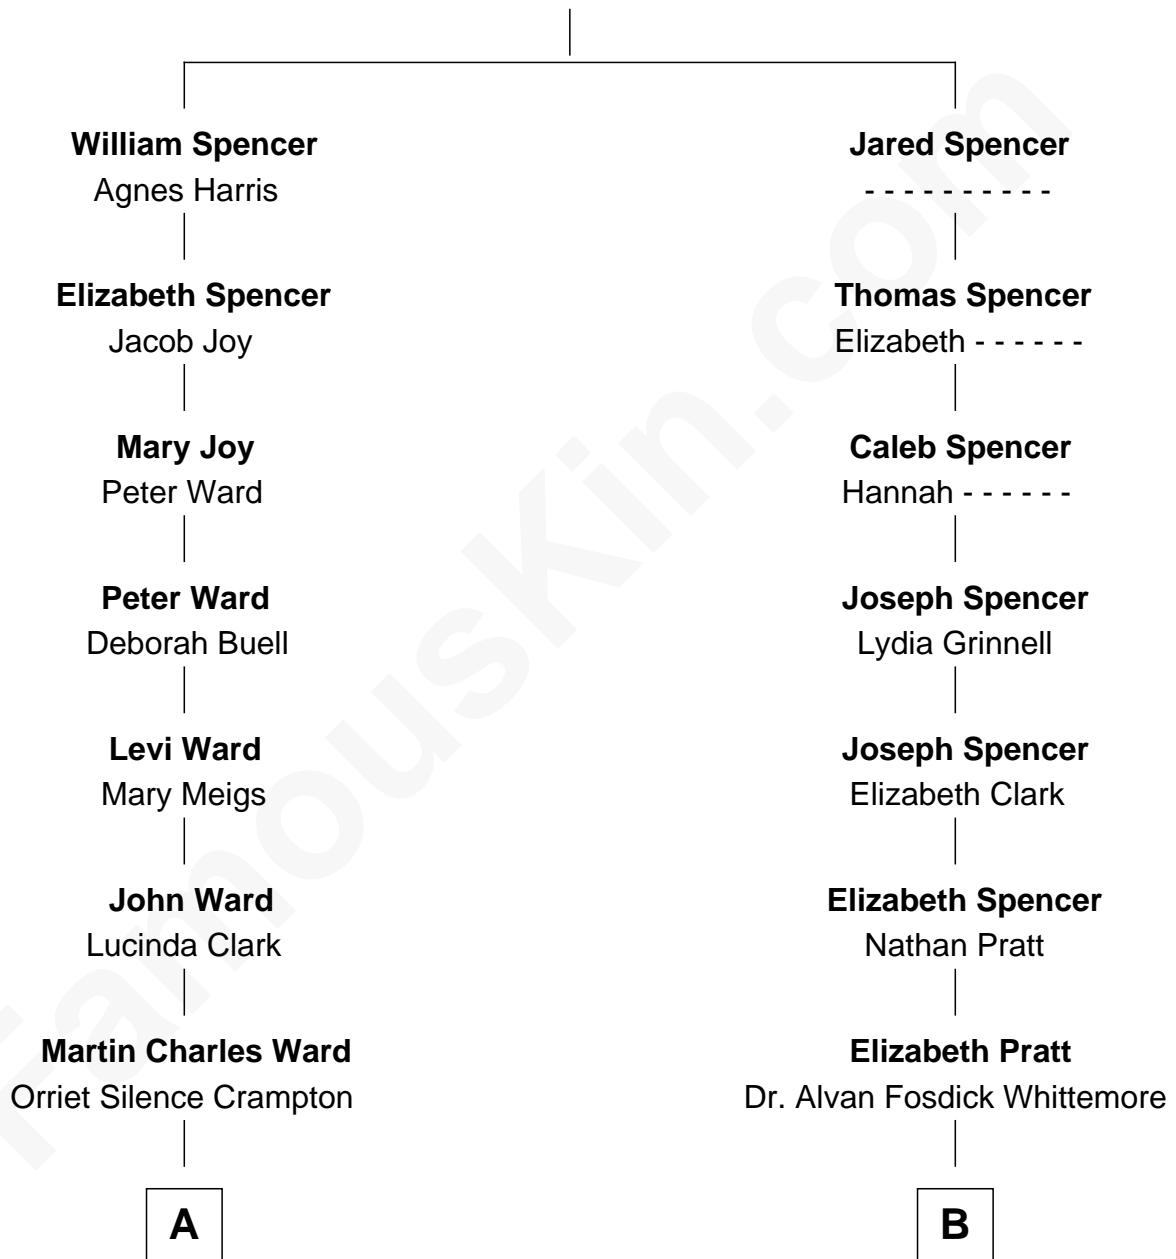 William Spencer
Agnes Harris
Jared Spencer
- - - - - - - - - -
Elizabeth Spencer
Jacob Joy
Thomas Spencer
Elizabeth - - - - - -
Mary Joy
Peter Ward
Caleb Spencer
Hannah - - - - - -
Peter Ward
Deborah Buell
Joseph Spencer
Lydia Grinnell
Levi Ward
Mary Meigs
Joseph Spencer
Elizabeth Clark
John Ward
Lucinda Clark
Elizabeth Spencer
Nathan Pratt
Martin Charles Ward
Orriet Silence Crampton
Elizabeth Pratt
Dr. Alvan Fosdick Whittemore
A
B
FamousKin.com